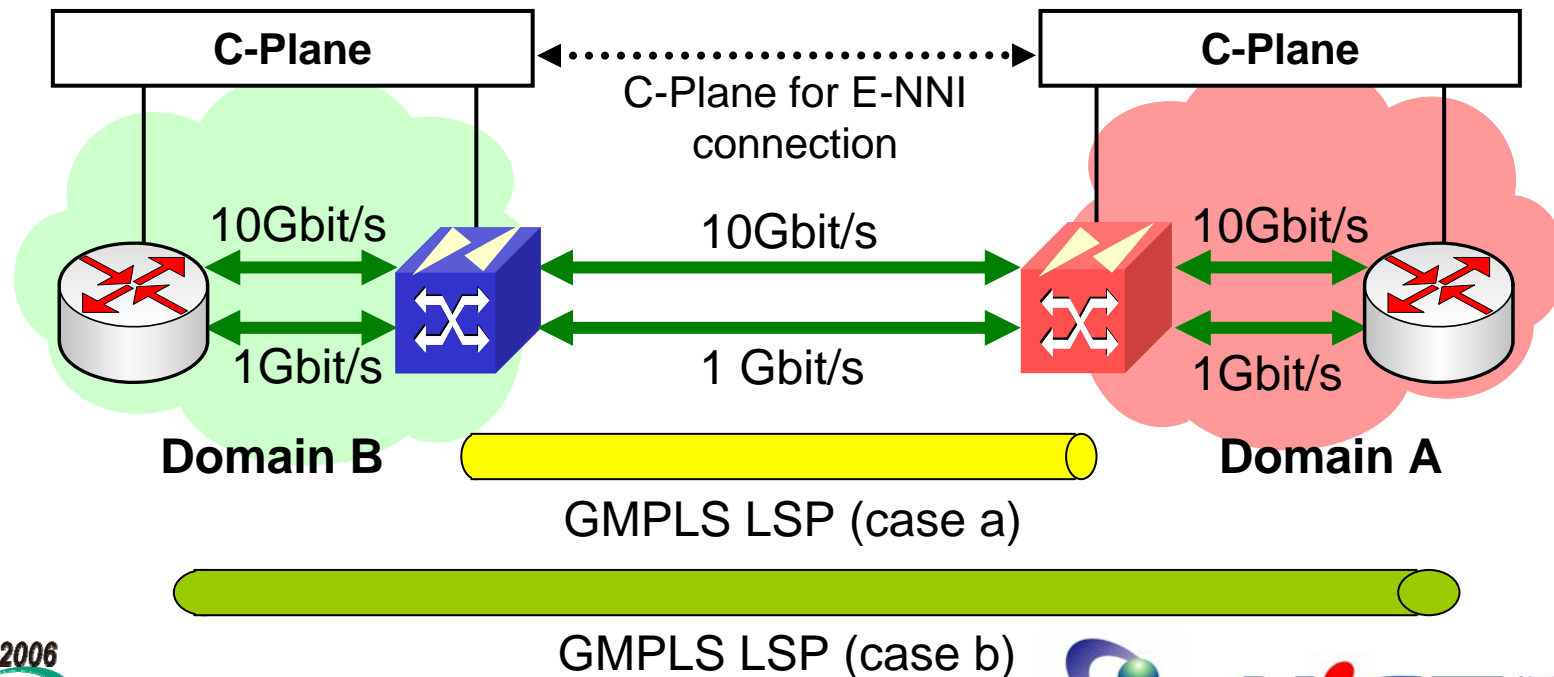 C-Plane
C-Plane
C-Plane for E-NNI
connection
10Gbit/s
10Gbit/s
10Gbit/s
1Gbit/s
1 Gbit/s
1Gbit/s
Domain B
Domain A
GMPLS LSP (case a)
GMPLS LSP (case b)
2006